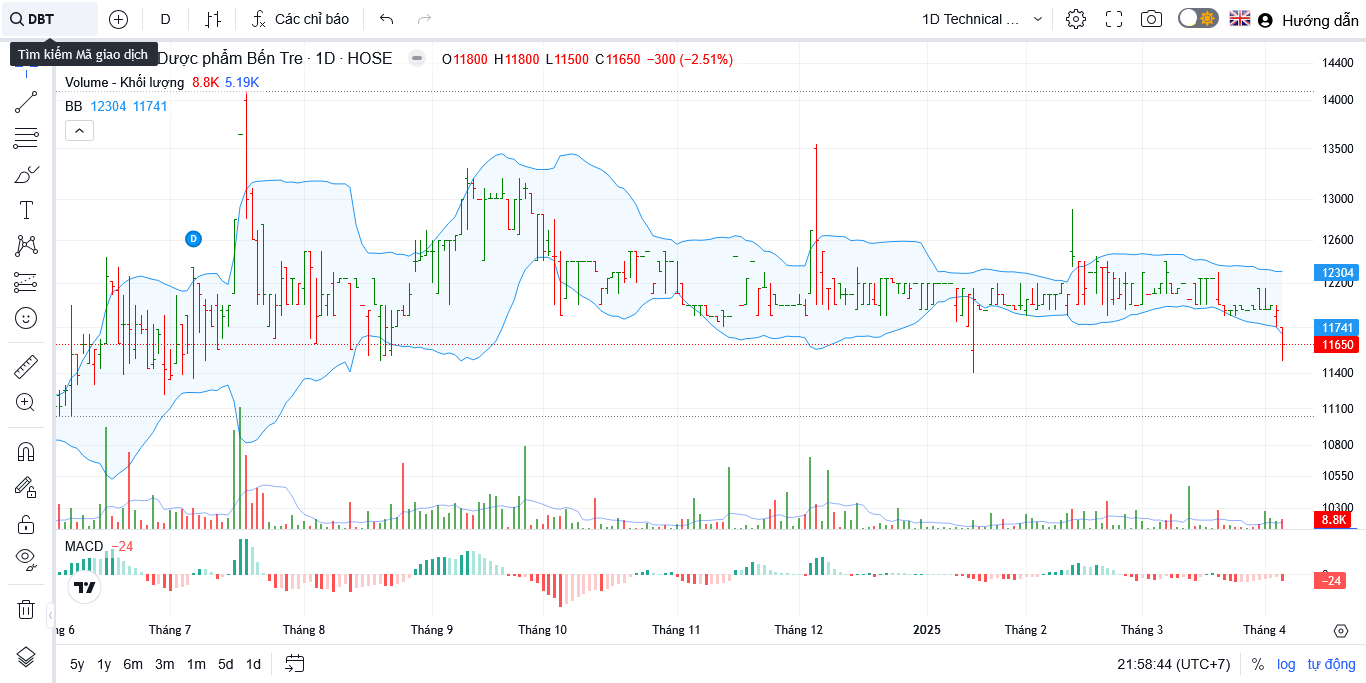 DBT
D
Các chỉ báo
1D Technical ...
Hướng dẫn
Tìm kiếm Mã giao dịch
Dược phẩm Bến Tre · 1D · HOSE
O11800 H11800 L11500 C11650 −300 (−2.51%)
Volume - Khối lượng 8.8K 5.19K
BB 12304 11741
D
14400
14000
13500
13000
12600
12304
12200
11741
11650
11400
11100
10800
10550
10300
8.8K
MACD −24
−24
ng 6
Tháng 7
Tháng 8
Tháng 9
Tháng 10
Tháng 11
Tháng 12
2025
Tháng 2
Tháng 3
Tháng 4
5y 1y 6m 3m 1m 5d 1d
21:58:44 (UTC+7)
% log tự động